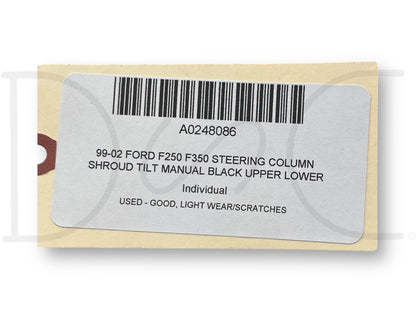 A0248086
99-02 FORD F250 F350 STEERING COLUMN
SHROUD TILT MANUAL BLACK UPPER LOWER
Individual
USED - GOOD, LIGHT WEAR/SCRATCHES